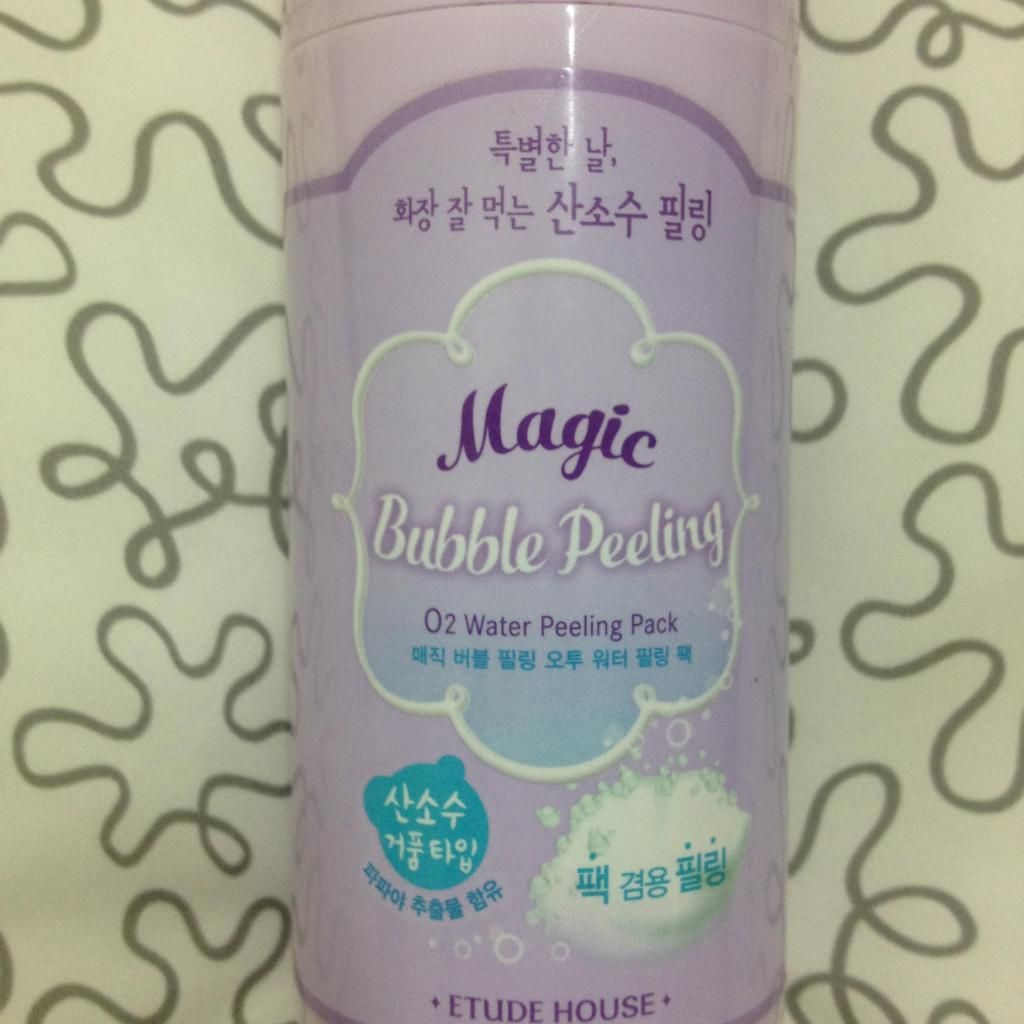 특별한 날,
화장 잘 먹는 산소수 필링
Magic
Bubble Peeling
O2 Water Peeling Pack
매직 버블 필링 오투 워터 필링 팩
산소수
거품타입
파파야 추출물 함유
팩 겸용 필링
ETUDE HOUSE